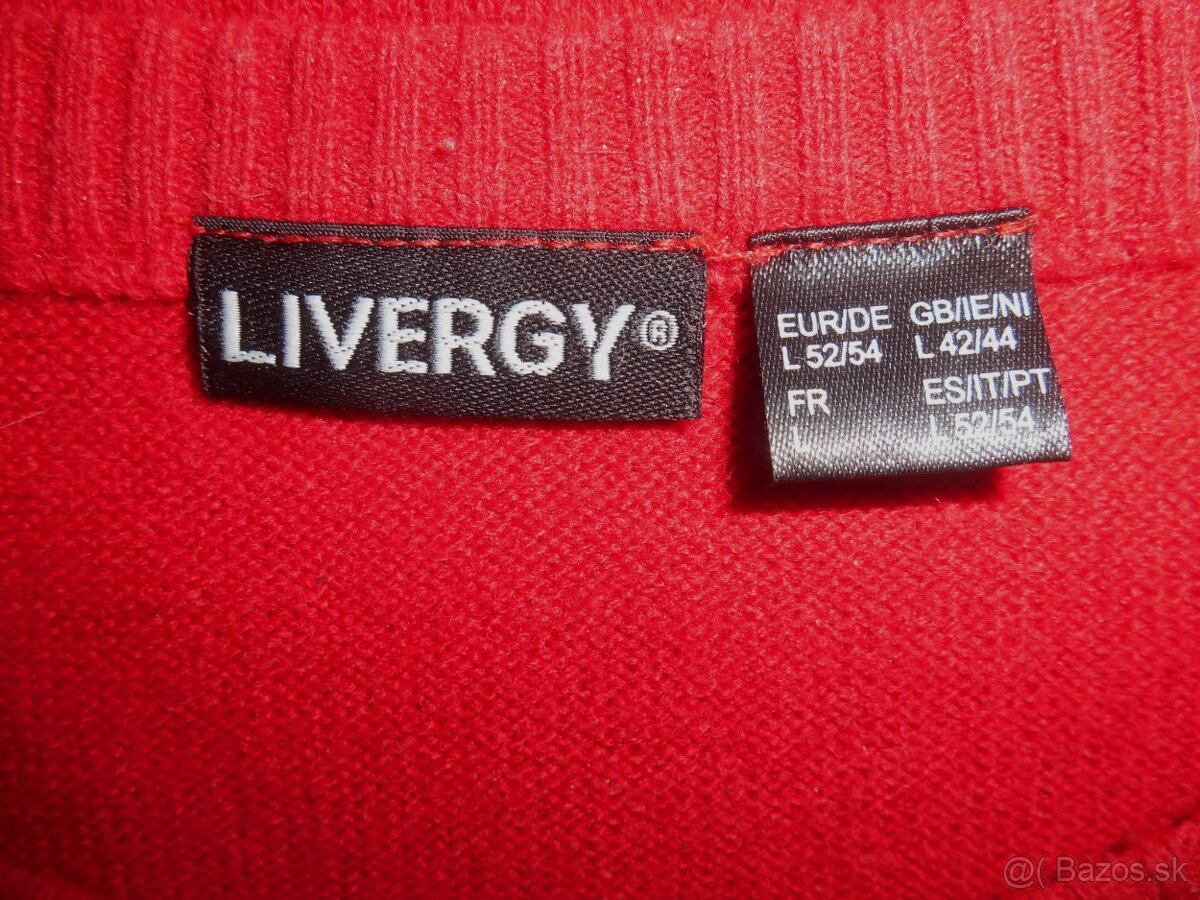 LIVERGY®
EUR/DE GB/IE/NI
L 52/54 L 42/44
FR ES/IT/PT
L L 52/54
@( Bazos.sk